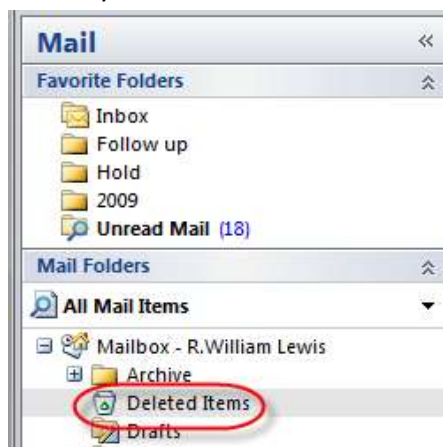 Mail
Favorite Folders
Inbox
Follow up
Hold
2009
Unread Mail (18)
Mail Folders
All Mail Items
Mailbox - R.William Lewis
Archive
Deleted Items
Drafts